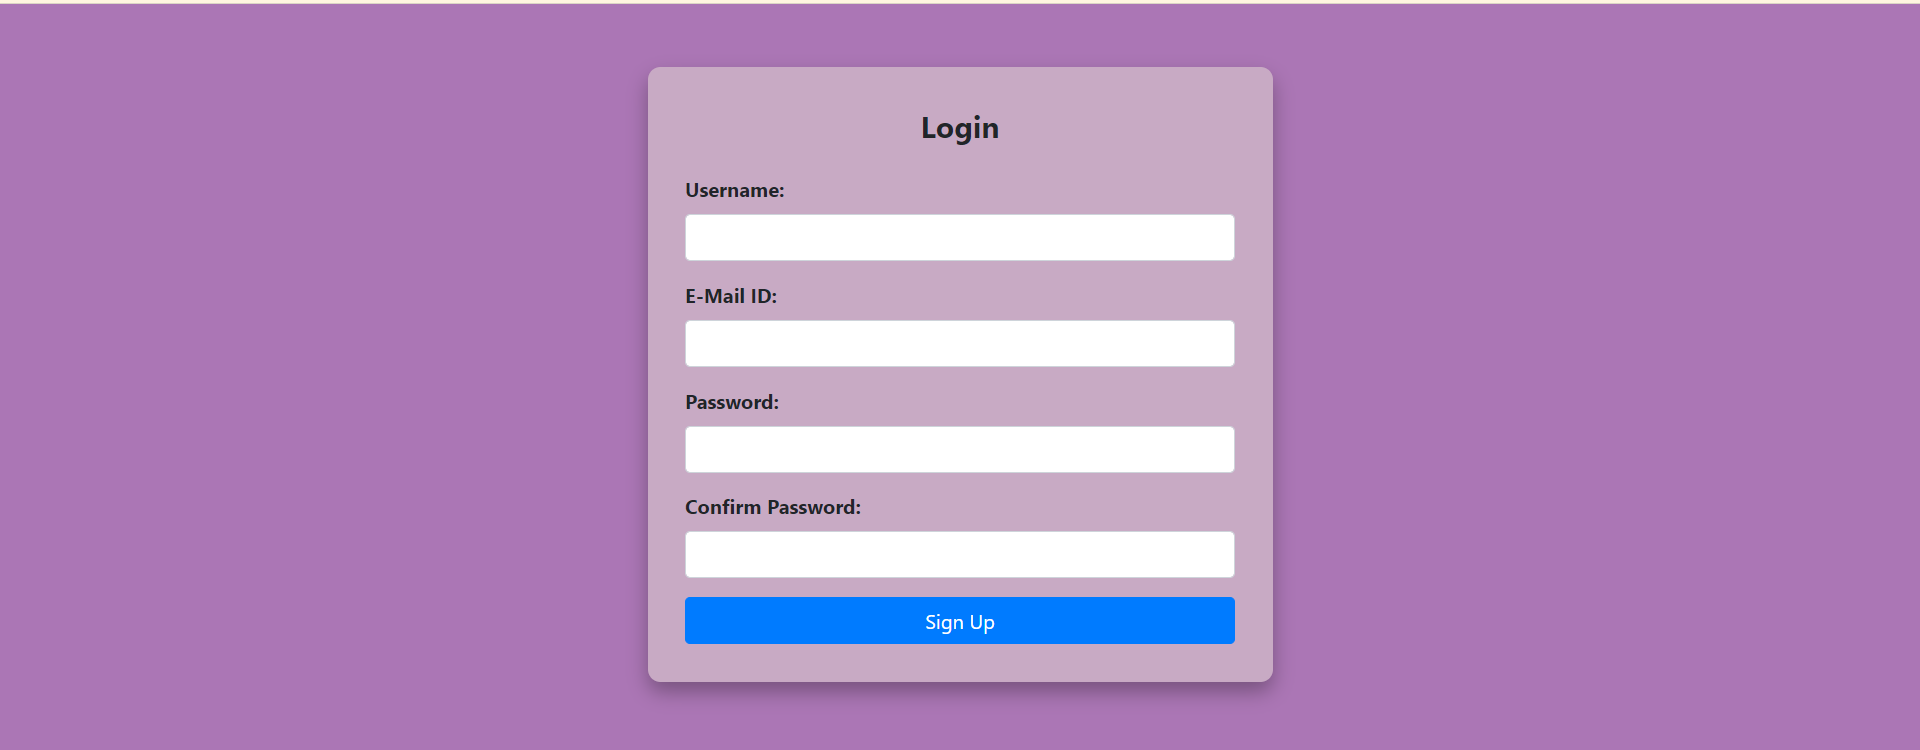 Login
Username:
E-Mail ID:
Password:
Confirm Password:
Sign Up